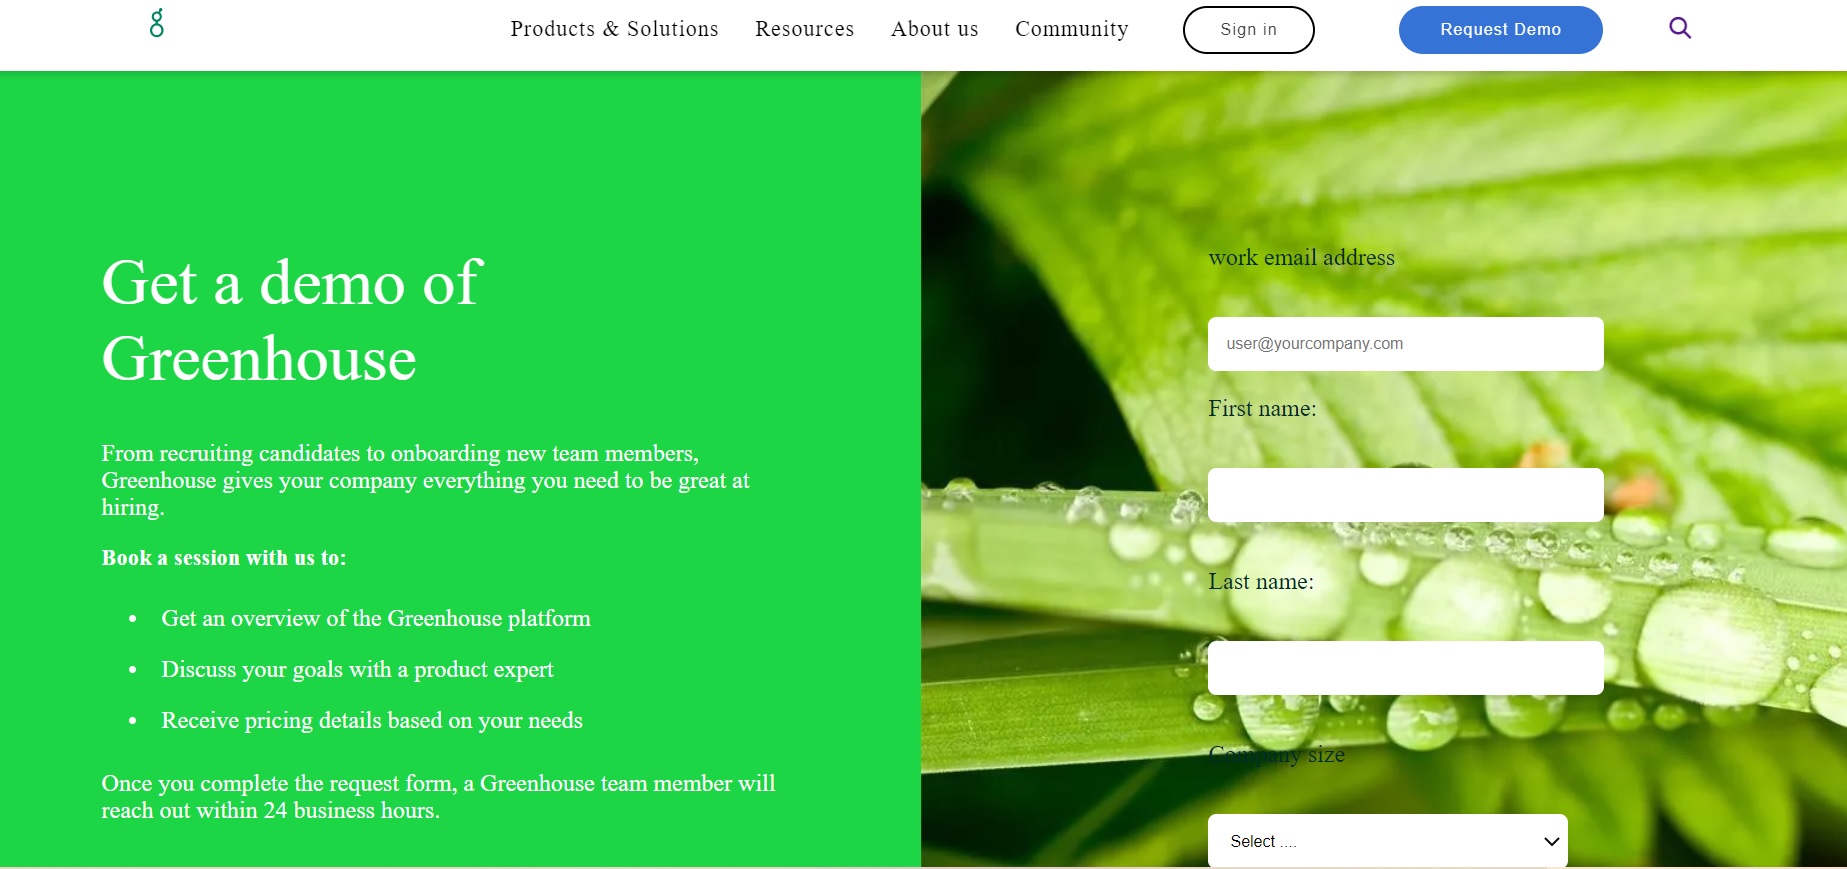 g
Products & Solutions Resources About us Community Sign in Request Demo
Get a demo of
Greenhouse
From recruiting candidates to onboarding new team members,
Greenhouse gives your company everything you need to be great at
hiring.
Book a session with us to:
• Get an overview of the Greenhouse platform
• Discuss your goals with a product expert
• Receive pricing details based on your needs
Once you complete the request form, a Greenhouse team member will
reach out within 24 business hours.
work email address
user@yourcompany.com
First name:
Last name:
Company size
Select ....